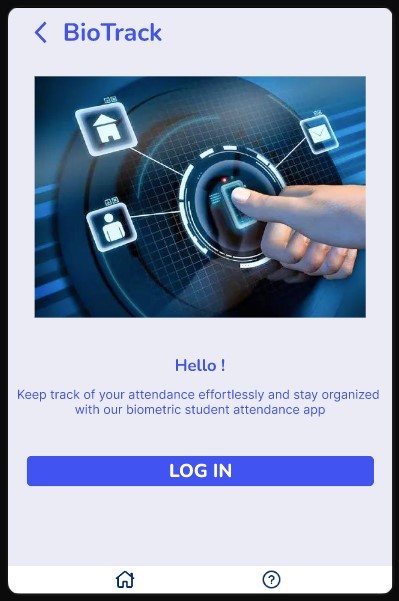 BioTrack
Hello !
Keep track of your attendance effortlessly and stay organized
with our biometric student attendance app
LOG IN